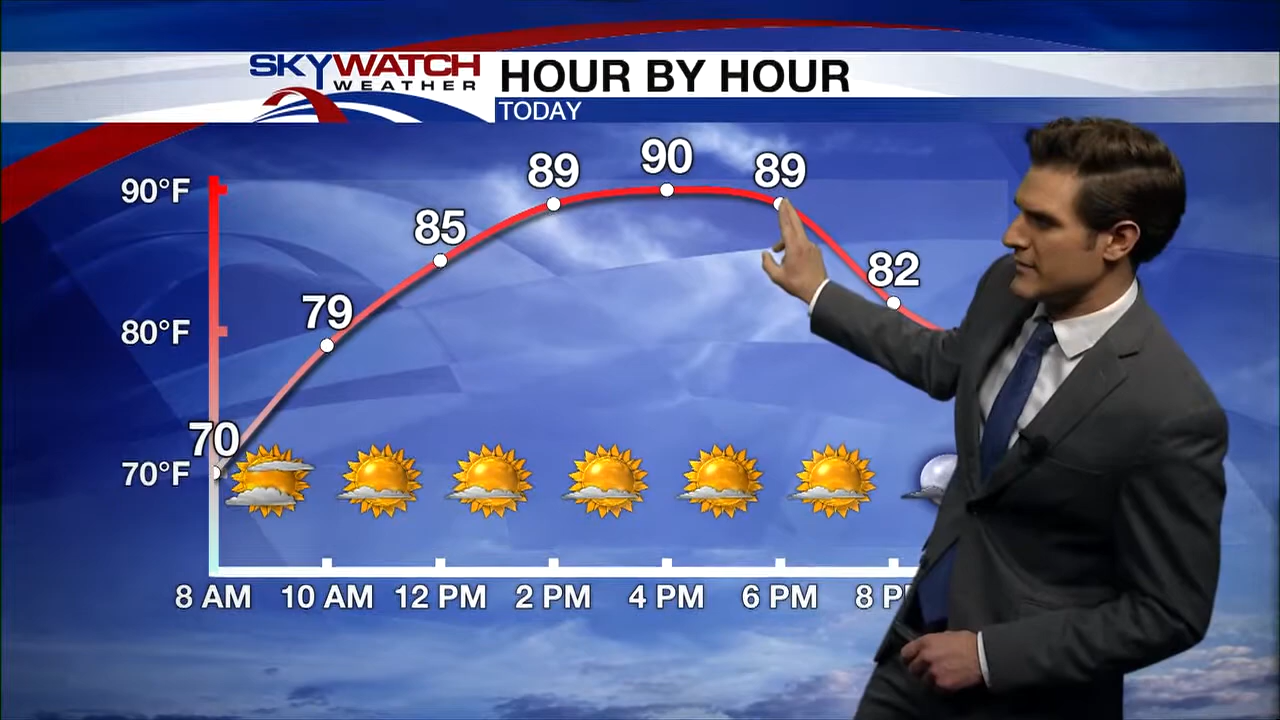 SKYWATCH
WEATHER
HOUR BY HOUR
TODAY
89 90 89
90°F
85
82
79
80°F
70
70°F
8 AM 10 AM 12 PM 2 PM 4 PM 6 PM 8 P